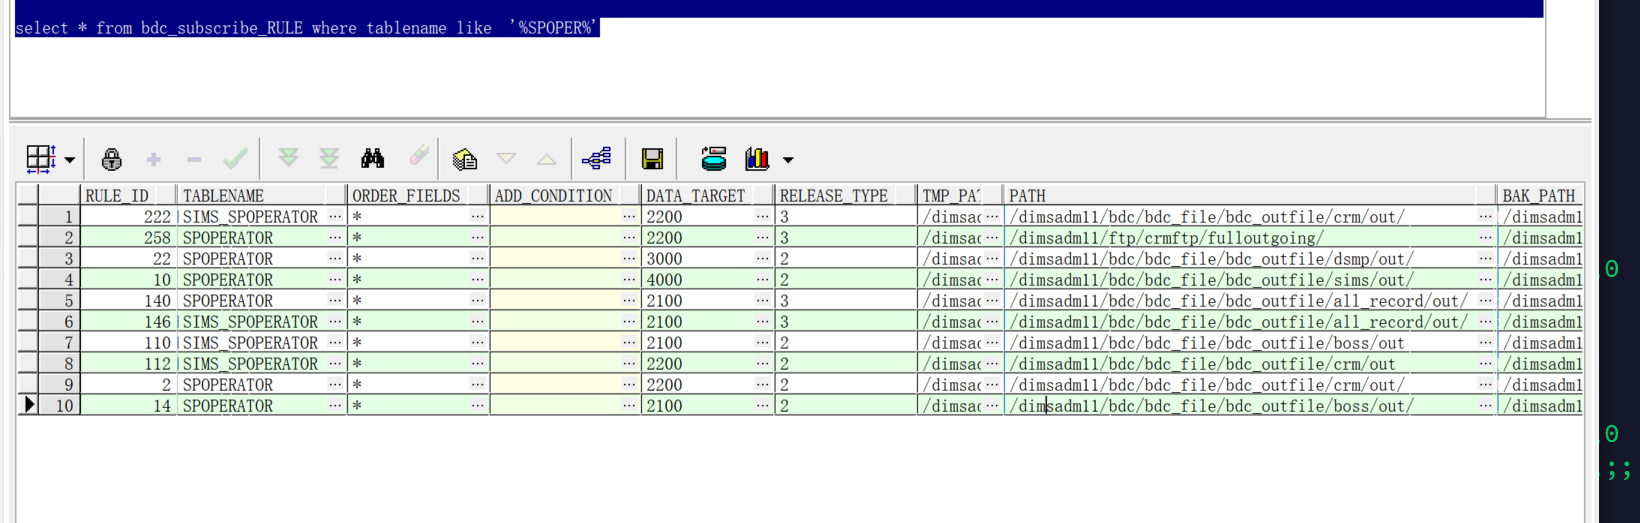 select * from bdc_subscribe_RULE where tablename like '%SPOPER%'
RULE_ID TABLENAME ORDER_FIELDS ADD_CONDITION DATA_TARGET RELEASE_TYPE TMP_PAT PATH BAK_PATH
1 222 SIMS_SPOPERATOR ··· * ··· ··· 2200 ··· 3 /dimsac ··· /dimsadm11/bdc/bdc_file/bdc_outfile/crm/out/ ··· /dimsadm1
2 258 SPOPERATOR ··· * ··· ··· 2200 ··· 3 /dimsac ··· /dimsadm11/ftp/crmftp/fulloutgoing/ ··· /dimsadm1
3 22 SPOPERATOR ··· * ··· ··· 3000 ··· 2 /dimsac ··· /dimsadm11/bdc/bdc_file/bdc_outfile/dsmp/out/ ··· /dimsadm1
4 10 SPOPERATOR ··· * ··· ··· 4000 ··· 2 /dimsac ··· /dimsadm11/bdc/bdc_file/bdc_outfile/sims/out/ ··· /dimsadm1
5 140 SPOPERATOR ··· * ··· ··· 2100 ··· 3 /dimsac ··· /dimsadm11/bdc/bdc_file/bdc_outfile/all_record/out/ ··· /dimsadm1
6 146 SIMS_SPOPERATOR ··· * ··· ··· 2100 ··· 3 /dimsac ··· /dimsadm11/bdc/bdc_file/bdc_outfile/all_record/out/ ··· /dimsadm1
7 110 SIMS_SPOPERATOR ··· * ··· ··· 2100 ··· 2 /dimsac ··· /dimsadm11/bdc/bdc_file/bdc_outfile/boss/out ··· /dimsadm1
8 112 SIMS_SPOPERATOR ··· * ··· ··· 2200 ··· 2 /dimsac ··· /dimsadm11/bdc/bdc_file/bdc_outfile/crm/out ··· /dimsadm1
9 2 SPOPERATOR ··· * ··· ··· 2200 ··· 2 /dimsac ··· /dimsadm11/bdc/bdc_file/bdc_outfile/crm/out/ ··· /dimsadm1
10 14 SPOPERATOR ··· * ··· ··· 2100 ··· 2 /dimsac ··· /dimsadm11/bdc/bdc_file/bdc_outfile/boss/out/ ··· /dimsadm1
0
0
;;